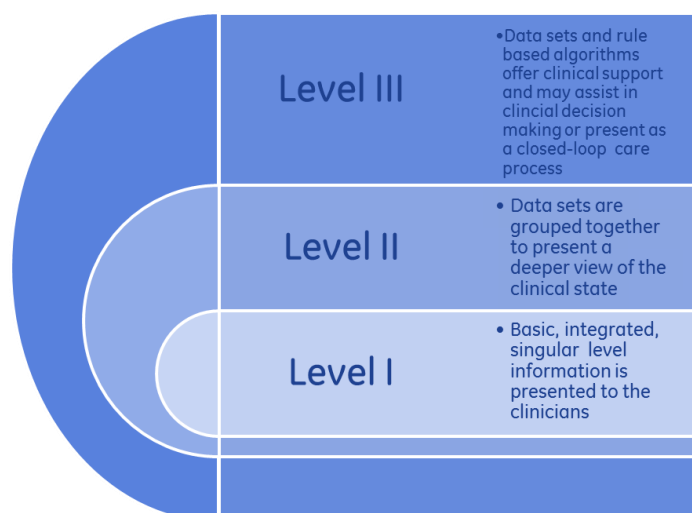 Level III
•Data sets and rule
based algorithms
offer clinical support
and may assist in
clincial decision
making or present as
a closed-loop care
process
Level II
• Data sets are
grouped together
to present a
deeper view of the
clinical state
Level I
• Basic, integrated,
singular level
information is
presented to the
clinicians